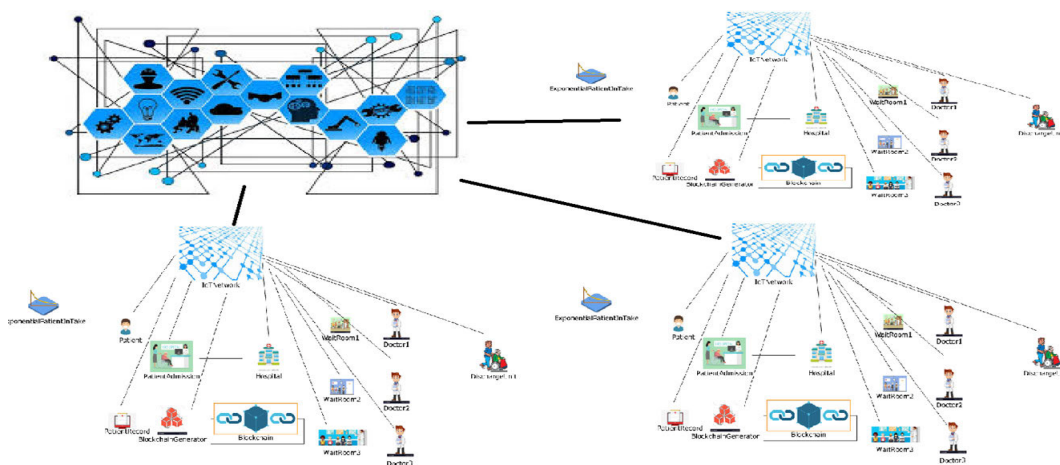 IoTNetwork
ExponentialPatientInTake
Patient
WaitRoom1
Doctor1
PatientAdmission
Hospital
WaitRoom2
Doctor2
PatientRecord
BlockchainGenerator
Blockchain
WaitRoom3
Doctor3
IoTNetwork
ExponentialPatientInTake
Patient
WaitRoom1
Doctor1
PatientAdmission
Hospital
WaitRoom2
Doctor2
PatientRecord
BlockchainGenerator
Blockchain
WaitRoom3
Doctor3
IoTNetwork
ExponentialPatientInTake
Patient
WaitRoom1
Doctor1
PatientAdmission
Hospital
WaitRoom2
Doctor2
PatientRecord
BlockchainGenerator
Blockchain
WaitRoom3
Doctor3